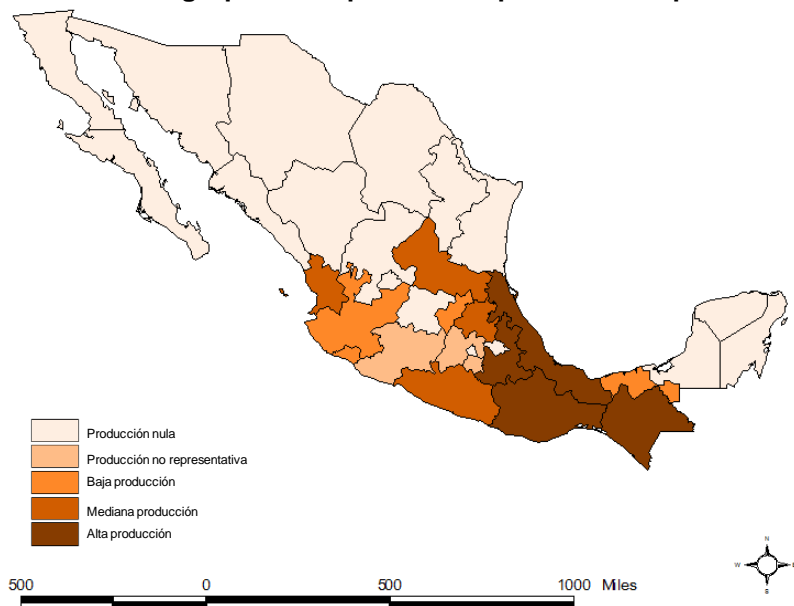 Producción nula
Producción no representativa
Baja producción
Mediana producción
Alta producción
N
W
E
S
500 0 500 1000 Miles